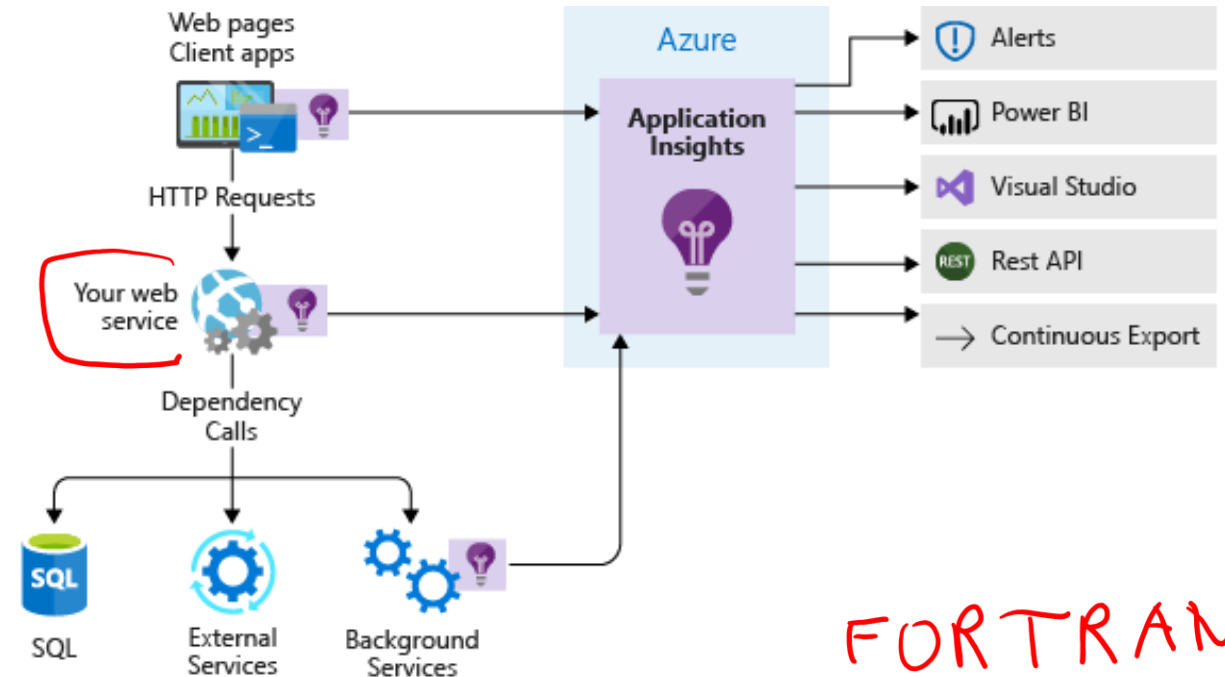 Web pages
Client apps
Azure
Alerts
Application
Insights
Power BI
HTTP Requests
Visual Studio
Your web
service
REST
Rest API
Continuous Export
Dependency
Calls
SQL
SQL
External
Services
Background
Services
FORTRAN